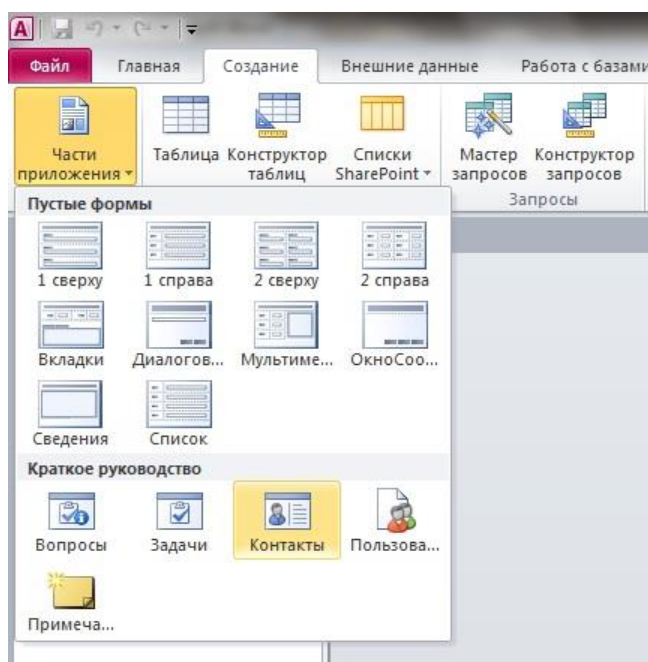 A
Файл Главная Создание Внешние данные Работа с базами
Части приложения Таблица Конструктор таблиц Списки SharePoint Мастер запросов Конструктор запросов
Запросы
Пустые формы
1 сверху 1 справа 2 сверху 2 справа
Вкладки Диалогов... Мультиме... ОкноСоо...
Сведения Список
Краткое руководство
Вопросы Задачи Контакты Пользова...
Примеча...